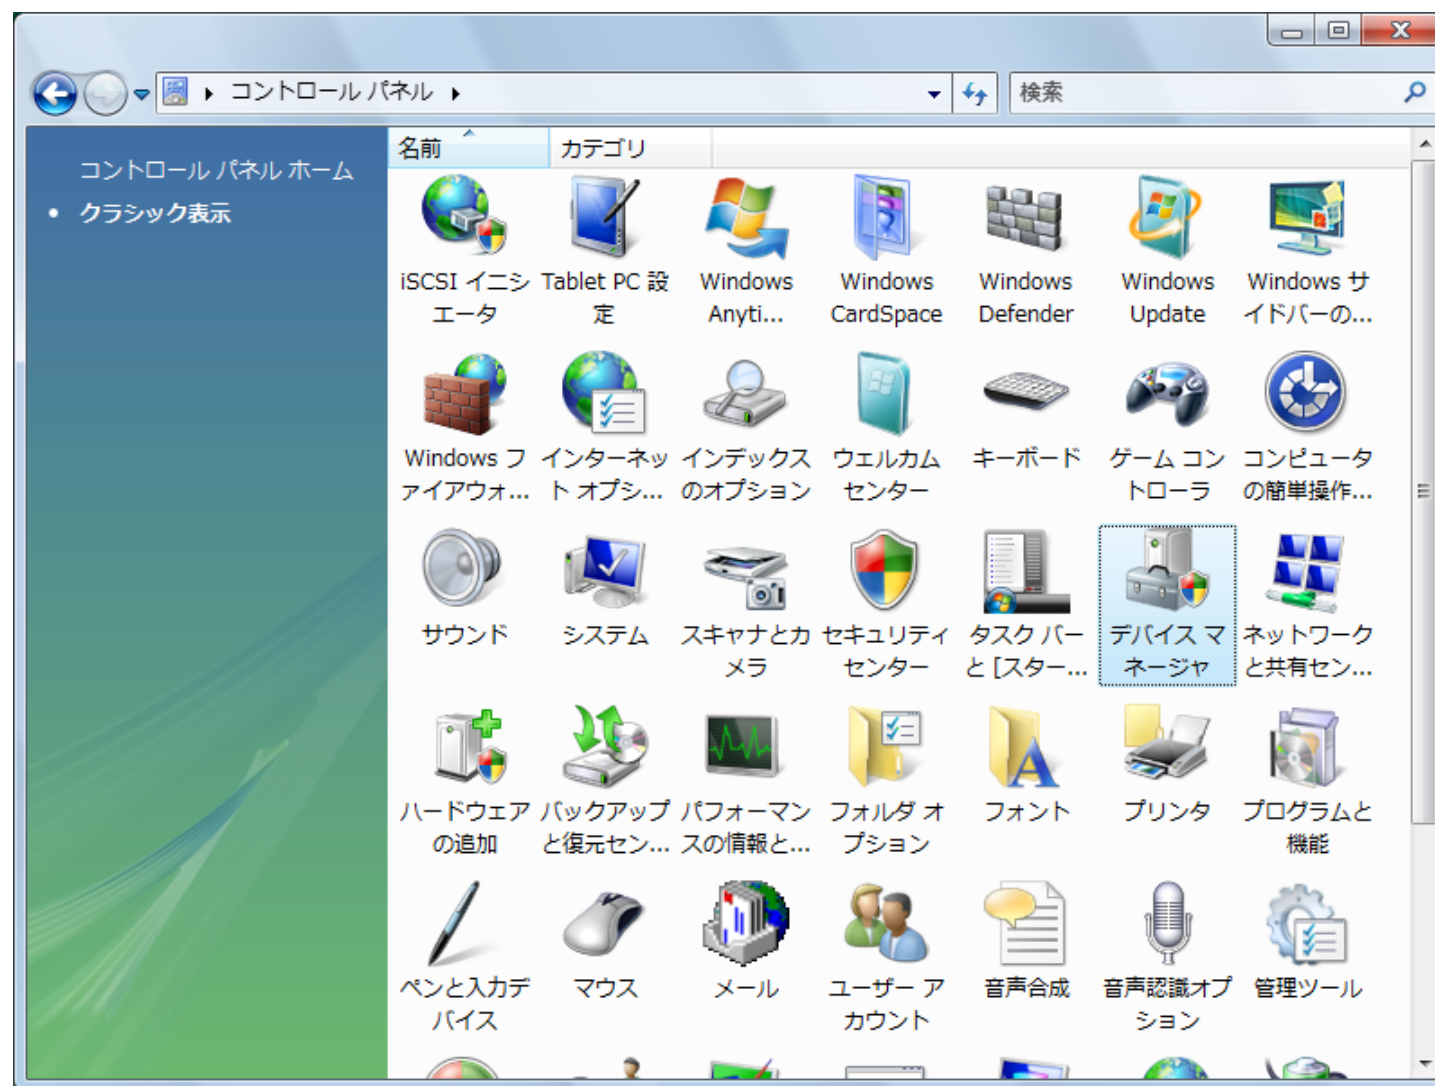 コントロール パネル
検索
コントロール パネル ホーム
クラシック表示
名前 カテゴリ
iSCSI イニシ
エータ
Tablet PC 設
定
Windows
Anyti...
Windows
CardSpace
Windows
Defender
Windows
Update
Windows サ
イドバーの...
Windows フ
ァイアウォ...
インターネッ
ト オプシ...
インデックス
のオプション
ウェルカム
センター
キーボード
ゲーム コン
トローラ
コンピュータ
の簡単操作...
サウンド
システム
スキャナとカ
メラ
セキュリティ
センター
タスク バー
と [スター...
デバイス マ
ネージャ
ネットワーク
と共有セン...
ハードウェア
の追加
バックアップ
と復元セン...
パフォーマン
スの情報と...
フォルダ オ
プション
フォント
プリンタ
プログラムと
機能
ペンと入力デ
バイス
マウス
メール
ユーザー ア
カウント
音声合成
音声認識オプ
ション
管理ツール